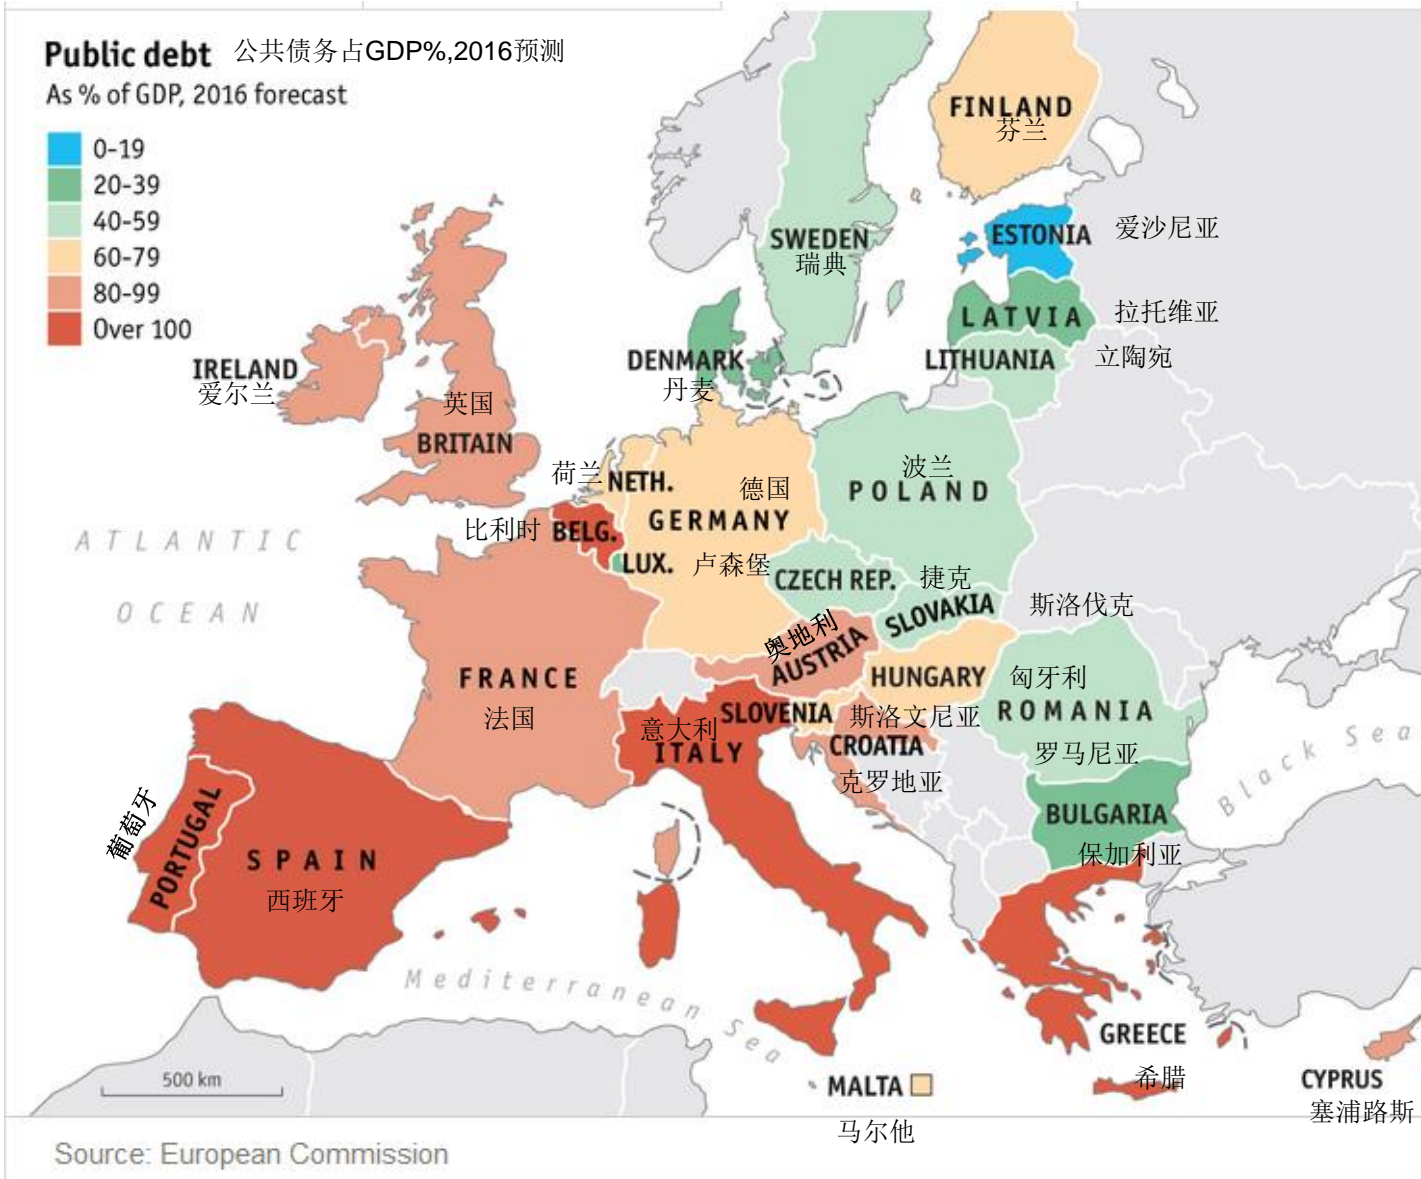 Public debt 公共债务占GDP%,2016预测
As % of GDP, 2016 forecast
0-19
20-39
40-59
60-79
80-99
Over 100
FINLAND
芬兰
SWEDEN
瑞典
ESTONIA 爱沙尼亚
LATVIA 拉托维亚
LITHUANIA 立陶宛
DENMARK
丹麦
IRELAND
爱尔兰
英国
BRITAIN
荷兰 NETH.
德国
GERMANY
波兰
POLAND
比利时 BELG.
LUX. 卢森堡
CZECH REP. 捷克
SLOVAKIA 斯洛伐克
奥地利
AUSTRIA
HUNGARY 匈牙利
ATLANTIC
OCEAN
FRANCE
法国
SLOVENIA 斯洛文尼亚
意大利
ITALY
CROATIA
克罗地亚
ROMANIA
罗马尼亚
Black Sea
BULGARIA
保加利亚
葡萄牙
PORTUGAL
SPAIN
西班牙
Mediterranean Sea
GREECE
希腊
MALTA
马尔他
CYPRUS
塞浦路斯
500 km
Source: European Commission